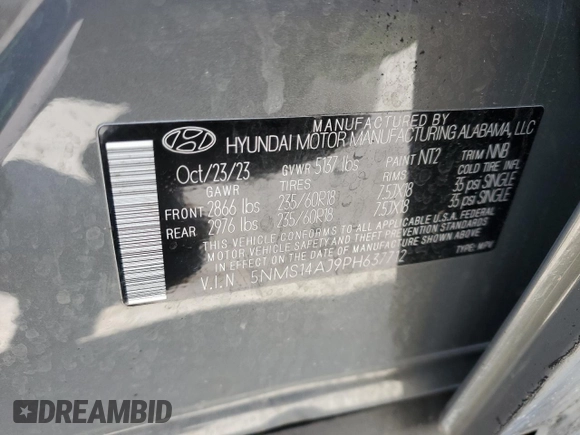 MANUFACTURED BY
HYUNDAI MOTOR MANUFACTURING ALABAMA, LLC
Oct/23/23 GVWR 5137 lbs PAINT NT2 TRIM NNB
GAWR TIRES RIMS COLD TIRE INFL
FRONT 2866 lbs 235/60R18 7.5JX18 35 psi SINGLE
REAR 2976 lbs 235/60R18 7.5JX18 35 psi SINGLE
THIS VEHICLE CONFORMS TO ALL APPLICABLE U.S.A. FEDERAL
MOTOR VEHICLE SAFETY AND THEFT PREVENTION STANDARDS
IN EFFECT ON THE DATE OF MANUFACTURE SHOWN ABOVE.
V.I.N 5NMS14AJ9PH637712 TYPE: MPV
DREAMBID